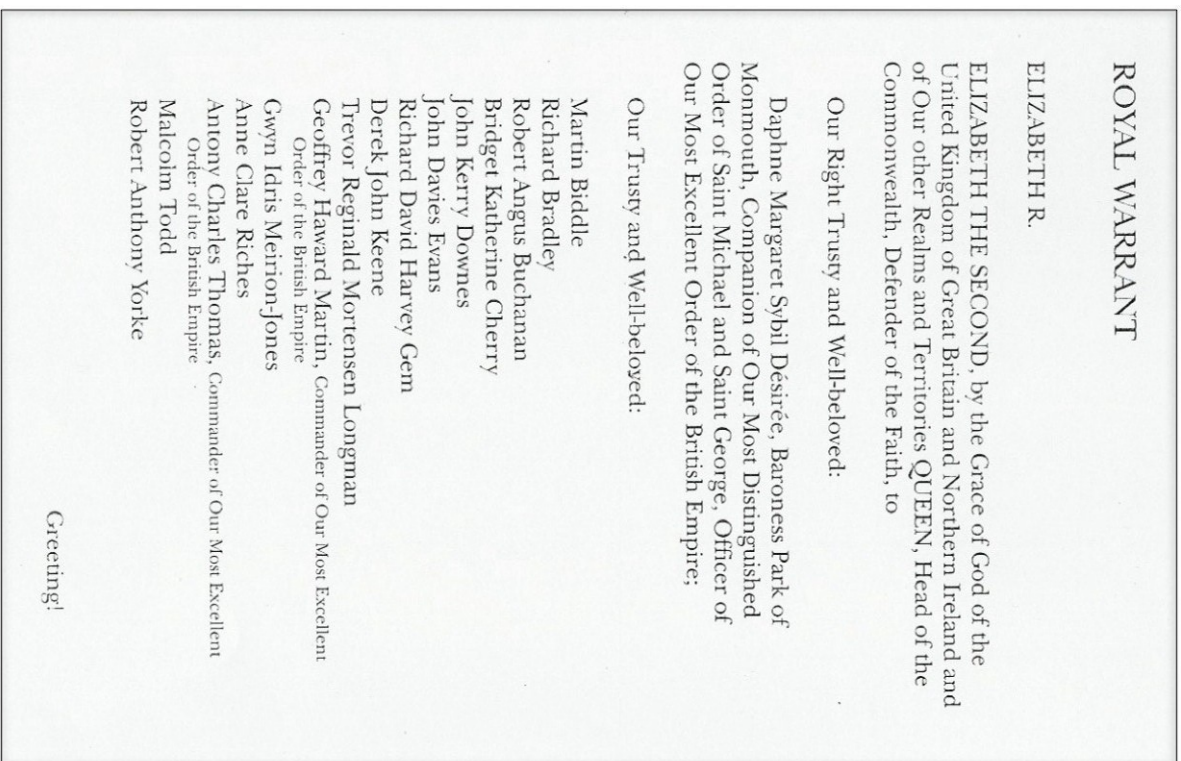 ROYAL WARRANT
ELIZABETH R.
ELIZABETH THE SECOND, by the Grace of God of the
United Kingdom of Great Britain and Northern Ireland and
of Our other Realms and Territories QUEEN, Head of the
Commonwealth, Defender of the Faith, to
Our Right Trusty and Well-beloved:
Daphne Margaret Sybil Désirée, Baroness Park of
Monmouth, Companion of Our Most Distinguished
Order of Saint Michael and Saint George, Officer of
Our Most Excellent Order of the British Empire;
Our Trusty and Well-beloved:
Martin Biddle
Richard Bradley
Robert Angus Buchanan
Bridget Katherine Cherry
John Kerry Downes
John Davies Evans
Richard David Harvey Gem
Derek John Keene
Trevor Reginald Mortensen Longman
Geoffrey Haward Martin, Commander of Our Most Excellent
Order of the British Empire
Gwyn Idris Meirion-Jones
Anne Clare Riches
Antony Charles Thomas, Commander of Our Most Excellent
Order of the British Empire
Malcolm Todd
Robert Anthony Yorke
Greeting!